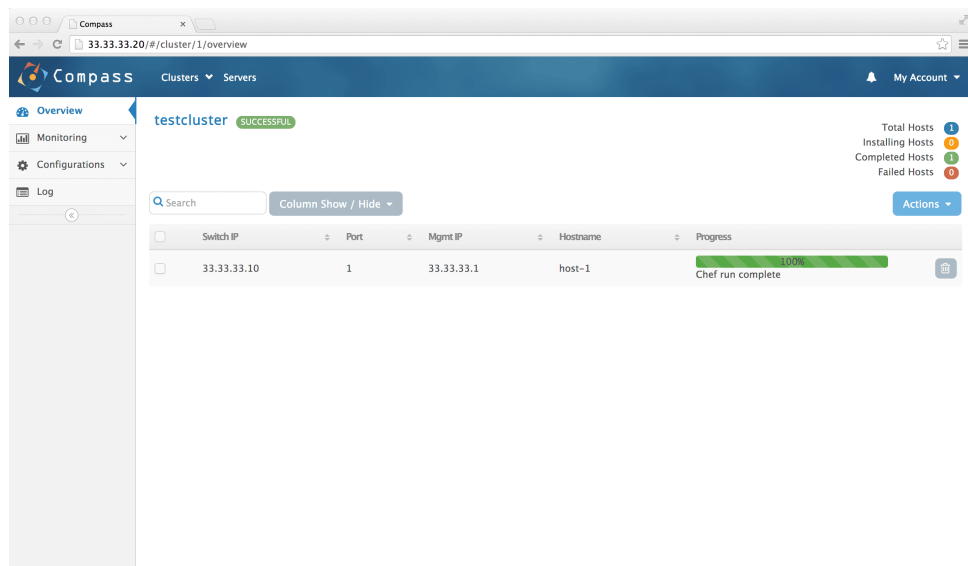 Compass
33.33.33.20/#/cluster/1/overview
Compass Clusters Servers My Account
Overview
Monitoring
Configurations
Log
testcluster SUCCESSFUL
Total Hosts 1
Installing Hosts 0
Completed Hosts 1
Failed Hosts 0
Search Column Show / Hide Actions
Switch IP Port Mgmt IP Hostname Progress
33.33.33.10 1 33.33.33.1 host-1 100%
Chef run complete